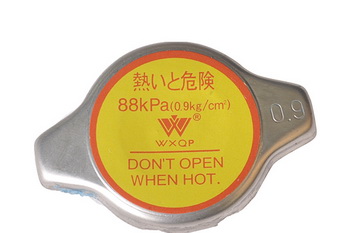 熱いと危険
88kPa(0.9kg/cm²)
W®
WXQP
DON'T OPEN
WHEN HOT.
0.9